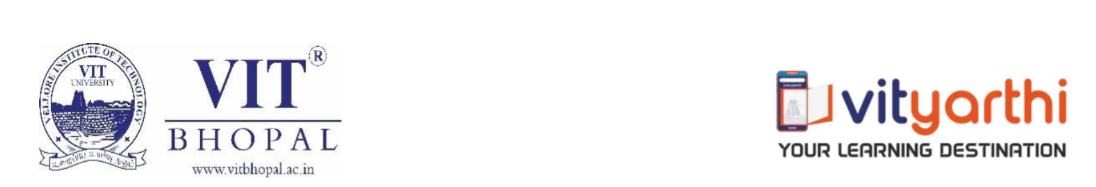 VELLORE INSTITUTE OF TECHNOLOGY
VIT
UNIVERSITY
VIT®
BHOPAL
www.vitbhopal.ac.in
vityarthi
YOUR LEARNING DESTINATION